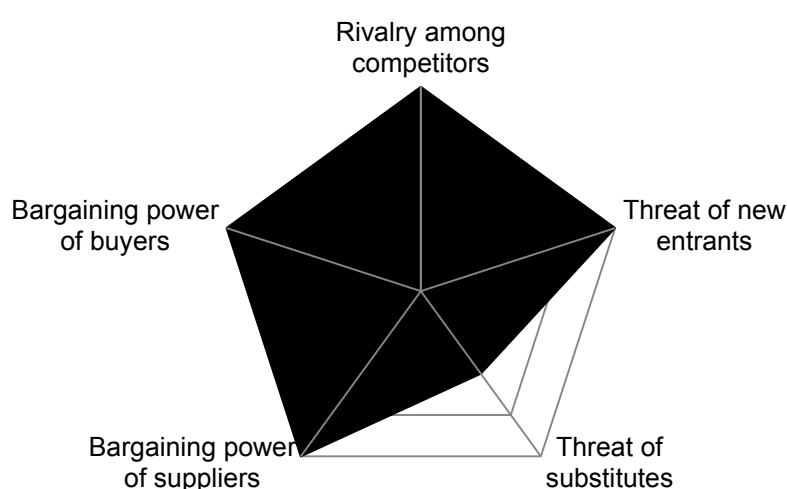 Rivalry among
competitors
Bargaining power
of buyers
Threat of new
entrants
Bargaining power
of suppliers
Threat of
substitutes